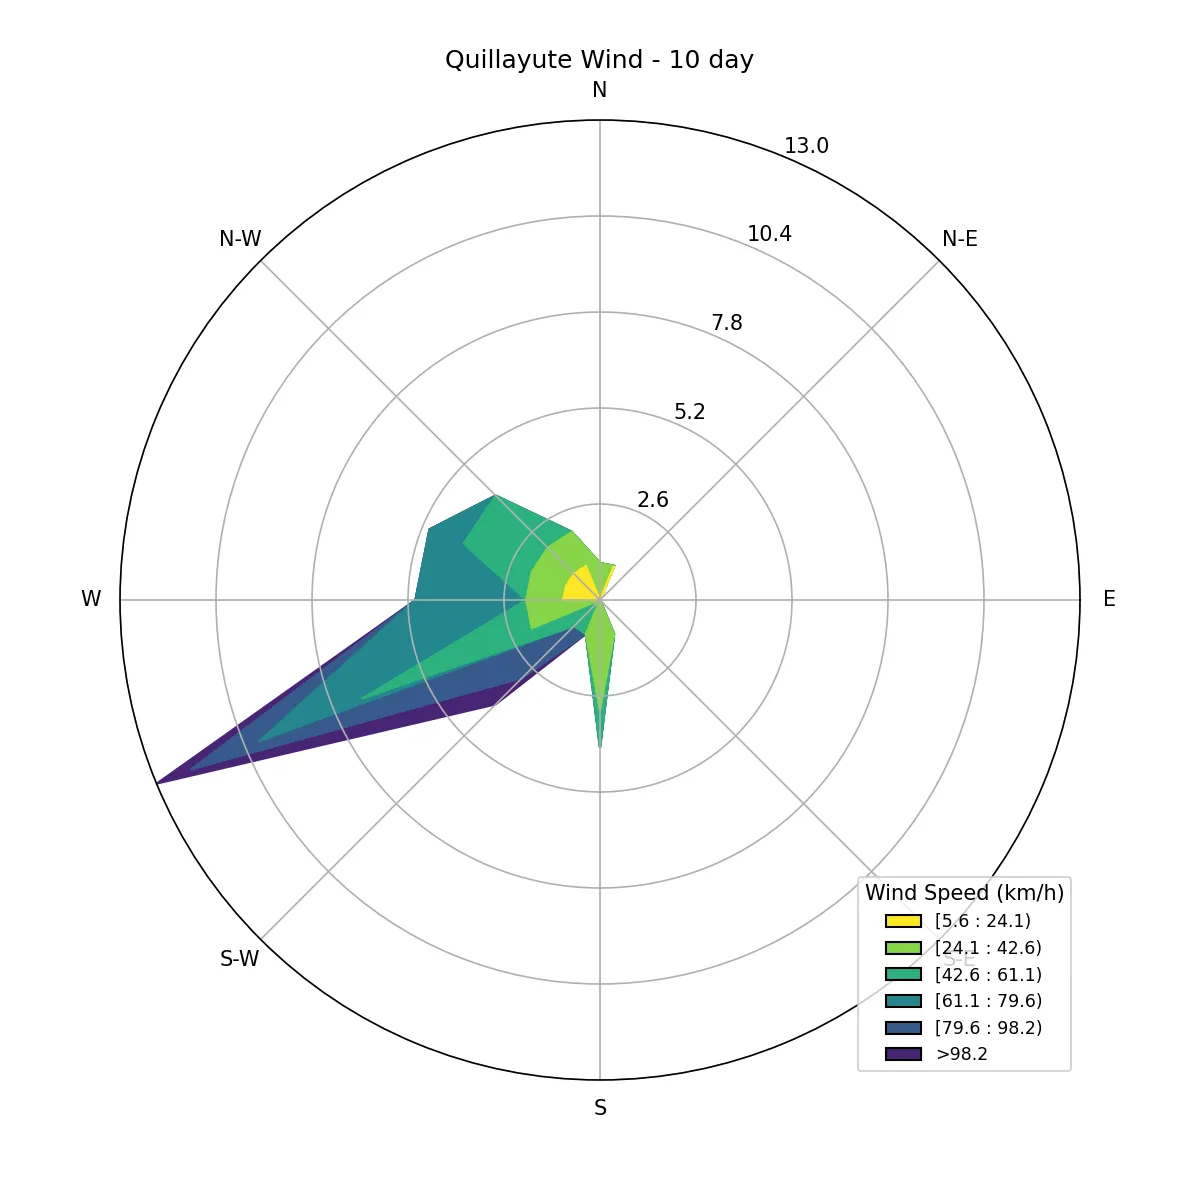 Quillayute Wind - 10 day
N
13.0
10.4
N-W
N-E
7.8
5.2
2.6
W
E
Wind Speed (km/h)
[5.6 : 24.1)
[24.1 : 42.6)
S-W
S-E
[42.6 : 61.1)
[61.1 : 79.6)
[79.6 : 98.2)
>98.2
S